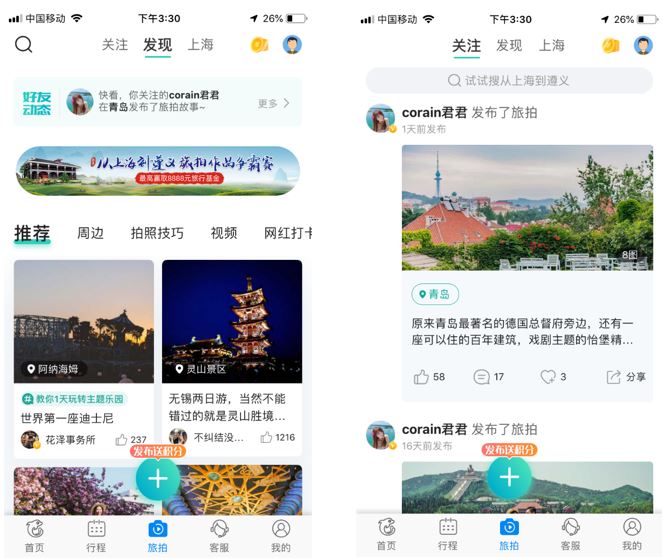 中国移动
下午3:30
26%
关注
发现
上海
好友
动态
快看，你关注的corain君君
在青岛发布了旅拍故事~
更多
从上海到遵义旅拍作品争霸赛
最高赢取8888元旅行基金
推荐
周边
拍照技巧
视频
网红打卡
阿纳海姆
灵山景区
教你1天玩转主题乐园
世界第一座迪士尼
花泽事务所
237
无锡两日游，当然不能
错过的就是灵山胜境…
不纠结没…
1216
发布送积分
首页
行程
旅拍
客服
我的
中国移动
下午3:30
26%
关注
发现
上海
试试搜从上海到遵义
corain君君 发布了旅拍
1天前发布
8图
青岛
原来青岛最著名的德国总督府旁边，还有一
座可以住的百年建筑，戏剧主题的怡堡精…
58
17
3
分享
corain君君 发布了旅拍
16天前发布
发布送积分
首页
行程
旅拍
客服
我的